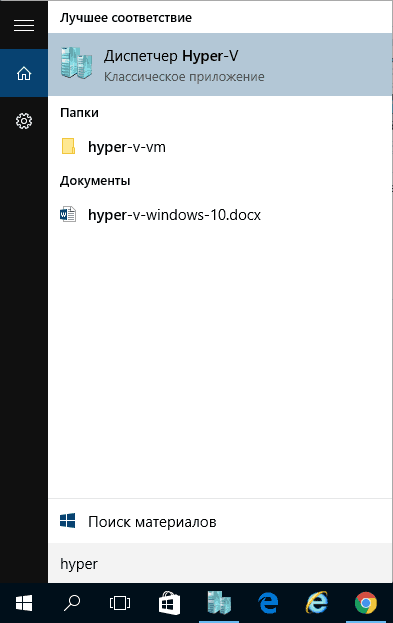 Лучшее соответствие
Диспетчер Hyper-V
Классическое приложение
Папки
hyper-v-vm
Документы
hyper-v-windows-10.docx
Поиск материалов
hyper